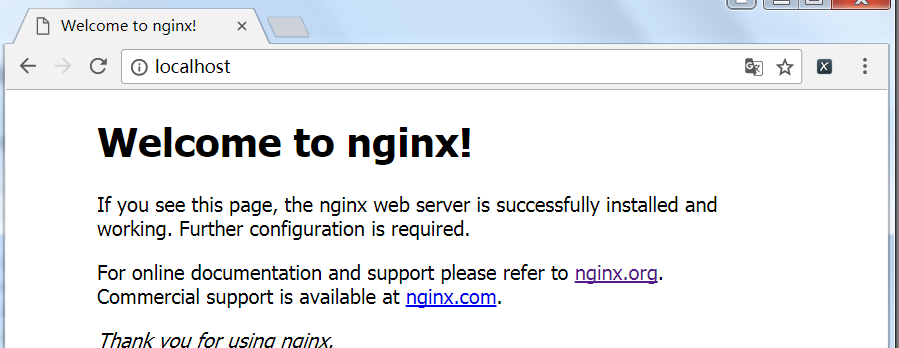 Welcome to nginx!
localhost
Welcome to nginx!
If you see this page, the nginx web server is successfully installed and
working. Further configuration is required.
For online documentation and support please refer to nginx.org.
Commercial support is available at nginx.com.
Thank you for using nginx.